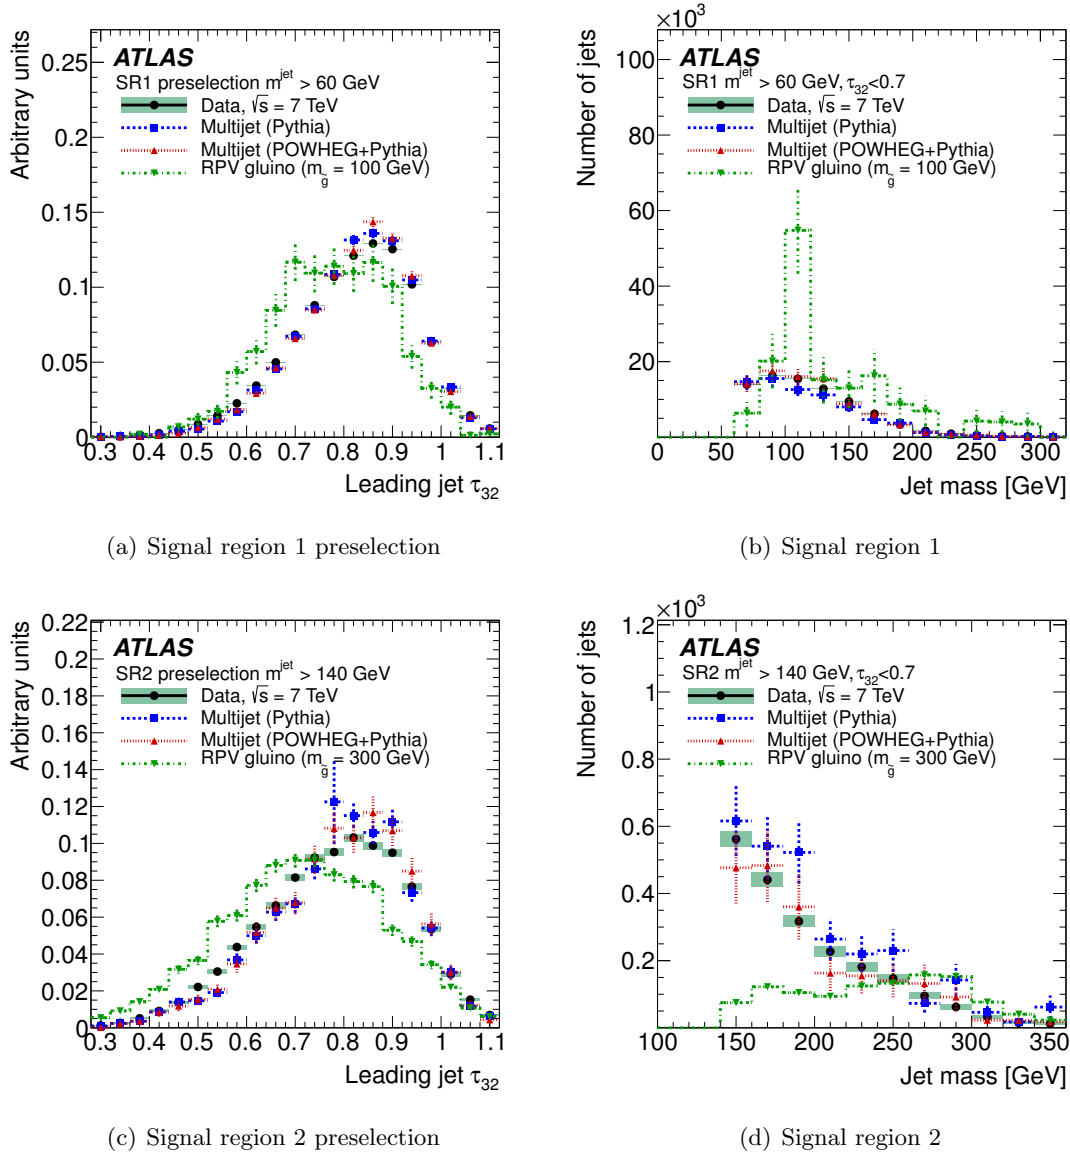 Arbitrary units
0.25
0.2
0.15
0.1
0.05
0
ATLAS
SR1 preselection m^jet > 60 GeV
Data, √s = 7 TeV
Multijet (Pythia)
Multijet (POWHEG+Pythia)
RPV gluino (m_g̃ = 100 GeV)
0.3 0.4 0.5 0.6 0.7 0.8 0.9 1 1.1
Leading jet τ_32
(a) Signal region 1 preselection
×10^3
Number of jets
100
80
60
40
20
0
ATLAS
SR1 m^jet > 60 GeV, τ_32<0.7
Data, √s = 7 TeV
Multijet (Pythia)
Multijet (POWHEG+Pythia)
RPV gluino (m_g̃ = 100 GeV)
0 50 100 150 200 250 300
Jet mass [GeV]
(b) Signal region 1
Arbitrary units
0.22
0.2
0.18
0.16
0.14
0.12
0.1
0.08
0.06
0.04
0.02
0
ATLAS
SR2 preselection m^jet > 140 GeV
Data, √s = 7 TeV
Multijet (Pythia)
Multijet (POWHEG+Pythia)
RPV gluino (m_g̃ = 300 GeV)
0.3 0.4 0.5 0.6 0.7 0.8 0.9 1 1.1
Leading jet τ_32
(c) Signal region 2 preselection
×10^3
Number of jets
1.2
1
0.8
0.6
0.4
0.2
0
ATLAS
SR2 m^jet > 140 GeV, τ_32<0.7
Data, √s = 7 TeV
Multijet (Pythia)
Multijet (POWHEG+Pythia)
RPV gluino (m_g̃ = 300 GeV)
100 150 200 250 300 350
Jet mass [GeV]
(d) Signal region 2